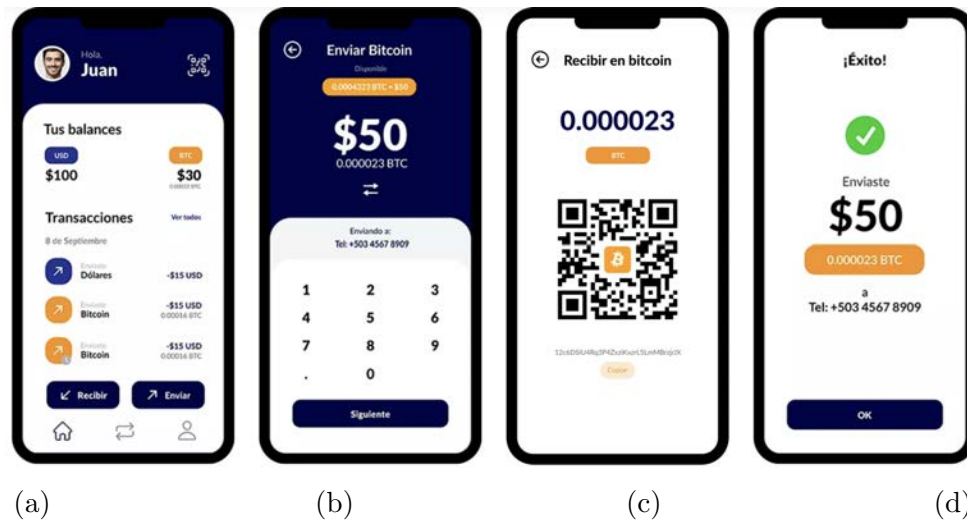 Hola,
Juan
Tus balances
USD
BTC
$100
$30
Transacciones
Ver todos
8 de Septiembre
Enviaste
Dólares
-$15 USD
Enviaste
Bitcoin
-$15 USD
0.00016 BTC
Enviaste
Bitcoin
-$15 USD
0.00016 BTC
Recibir
Enviar
Enviar Bitcoin
Disponible
0.0004323 BTC = $50
$50
0.000023 BTC
Enviando a:
Tel: +503 4567 8909
1 2 3
4 5 6
7 8 9
. 0
Siguiente
Recibir en bitcoin
0.000023
BTC
Copiar
¡Éxito!
Enviaste
$50
0.000023 BTC
a
Tel: +503 4567 8909
OK
(a) (b) (c) (d)